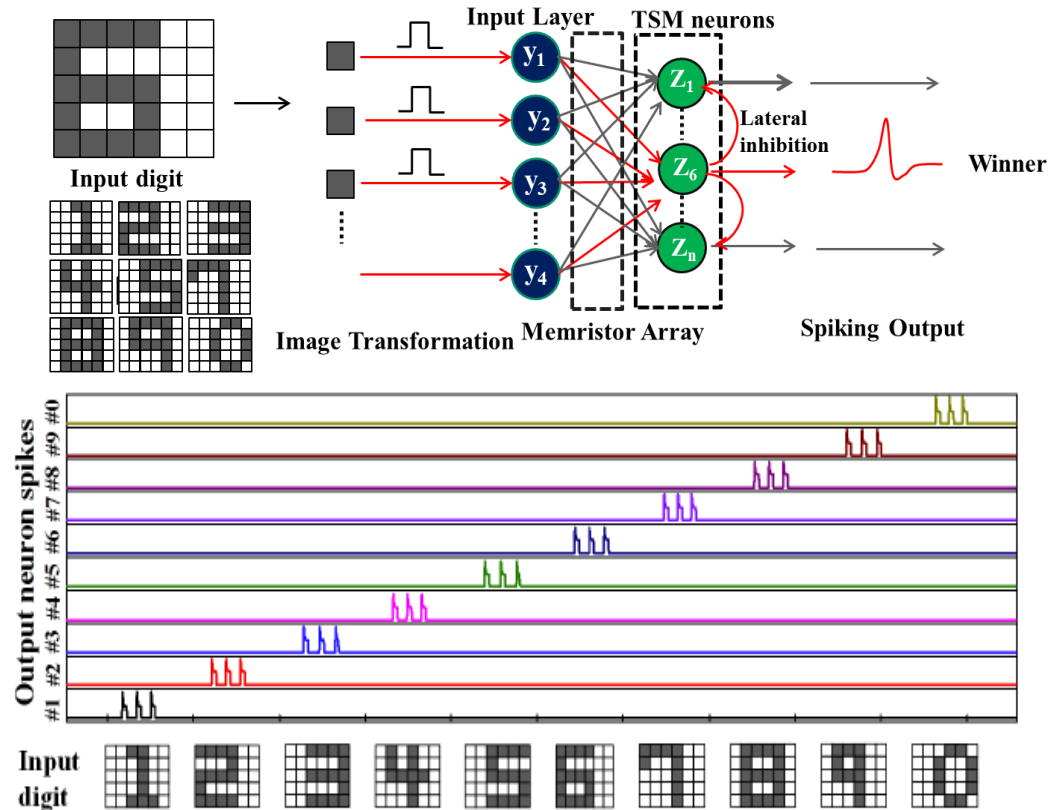 Input Layer
TSM neurons
y1
y2
y3
y4
Z1
Z6
Zn
Lateral
inhibition
Winner
Input digit
Image Transformation
Memristor Array
Spiking Output
Output neuron spikes
#0
#9
#8
#7
#6
#5
#4
#3
#2
#1
Input
digit